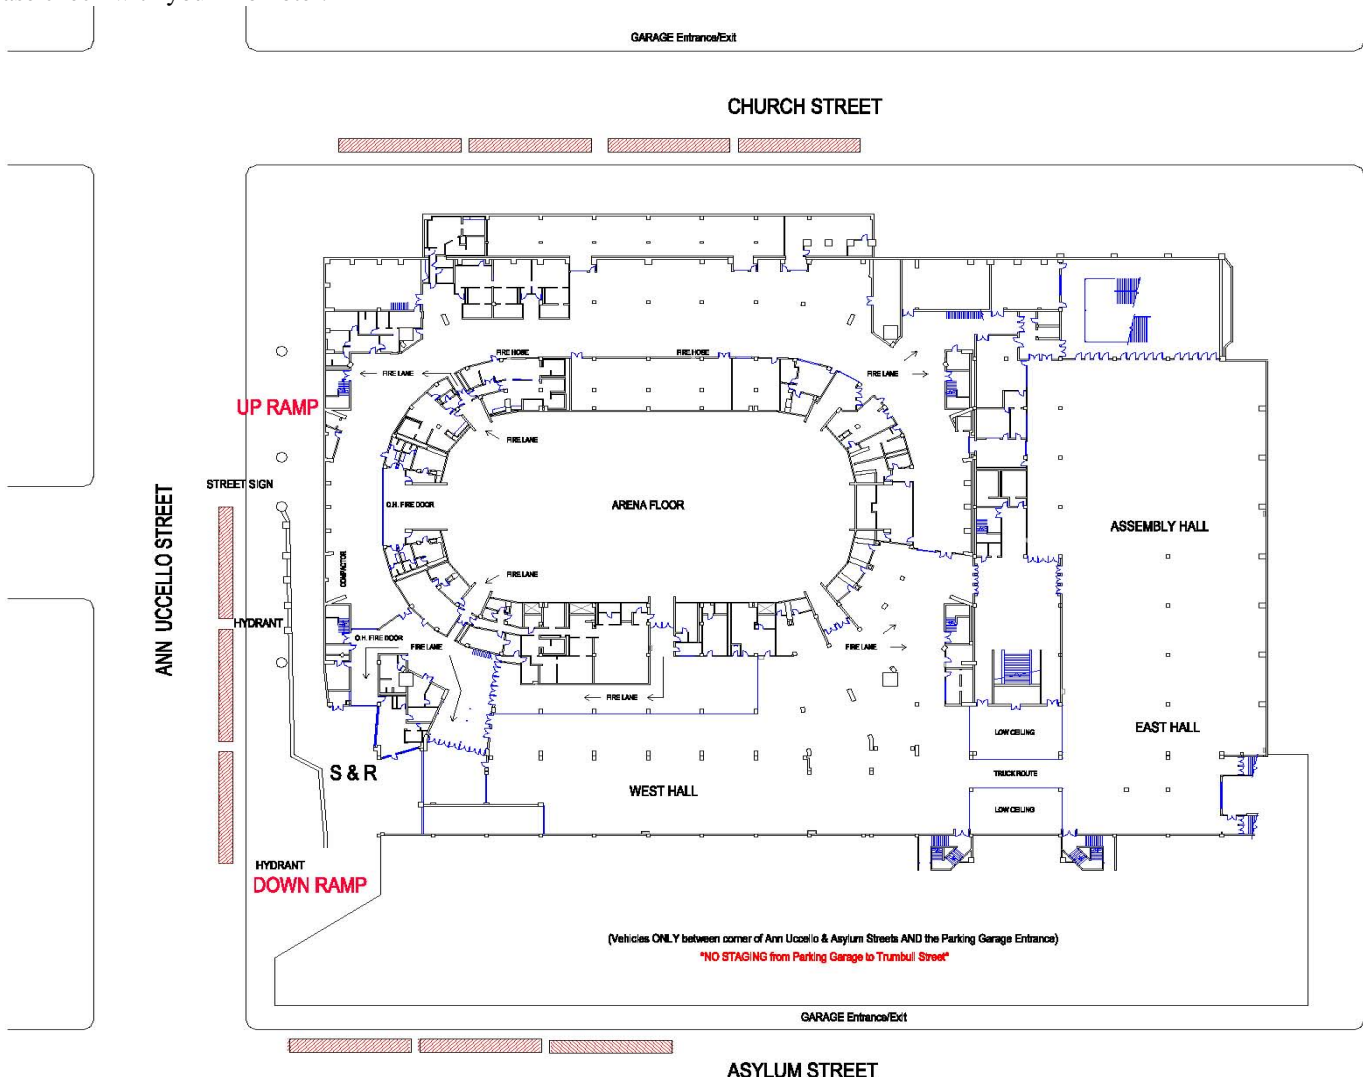 GARAGE Entrance/Exit
CHURCH STREET
FIRE HOSE
FIRE HOSE
FIRE LANE
FIRE LANE
UP RAMP
FIRE LANE
STREET SIGN
O.H. FIRE DOOR
ARENA FLOOR
ASSEMBLY HALL
ANN UCCELLO STREET
COMPACTOR
FIRE LANE
HYDRANT
O.H. FIRE DOOR
FIRE LANE
FIRE LANE
FIRE LANE
EAST HALL
LOW CEILING
S & R
TRUCK ROUTE
WEST HALL
LOW CEILING
HYDRANT
DOWN RAMP
(Vehicles ONLY between corner of Ann Uccello & Asylum Streets AND the Parking Garage Entrance)
*NO STAGING from Parking Garage to Trumbull Street*
GARAGE Entrance/Exit
ASYLUM STREET